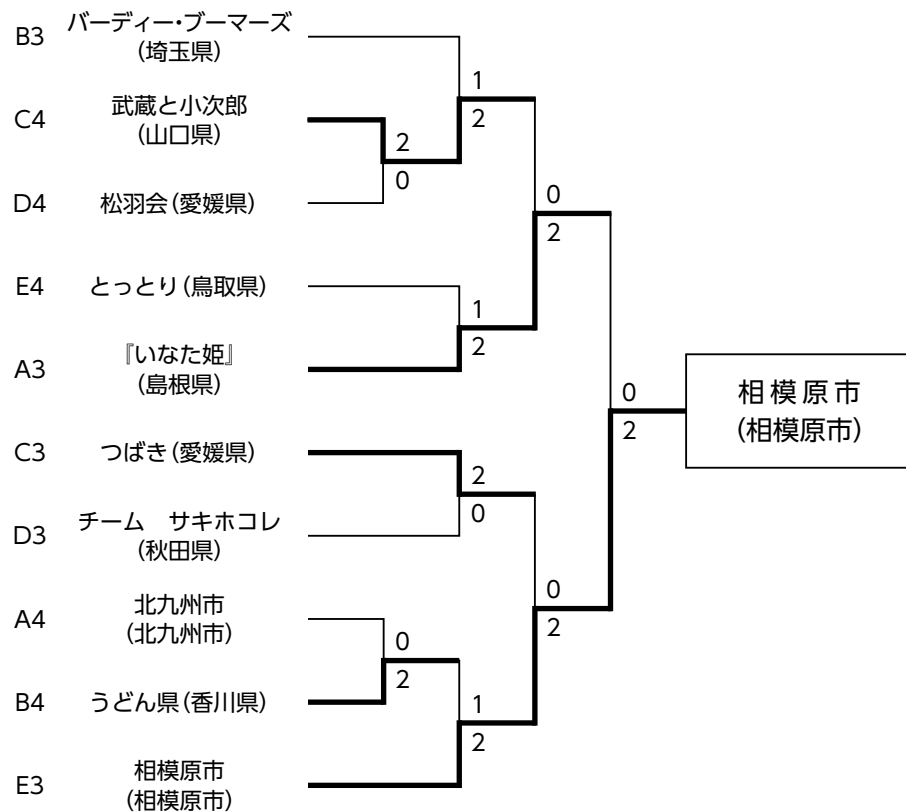 B3 バーディー・ブーマーズ
(埼玉県)
1
2
C4 武蔵と小次郎
(山口県)
2
0
D4 松羽会(愛媛県)
0
2
E4 とっとり(鳥取県)
1
2
A3 『いなた姫』
(島根県)
0
2
相模原市
(相模原市)
C3 つばき(愛媛県)
2
0
D3 チーム　サキホコレ
(秋田県)
A4 北九州市
(北九州市)
0
2
0
2
B4 うどん県(香川県)
1
2
E3 相模原市
(相模原市)